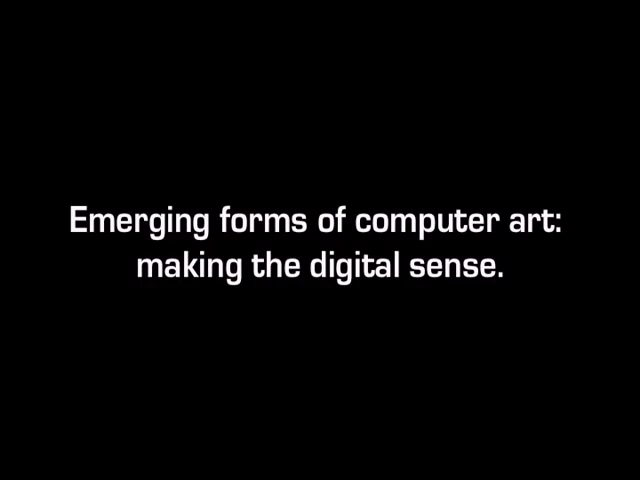 Emerging forms of computer art:
making the digital sense.